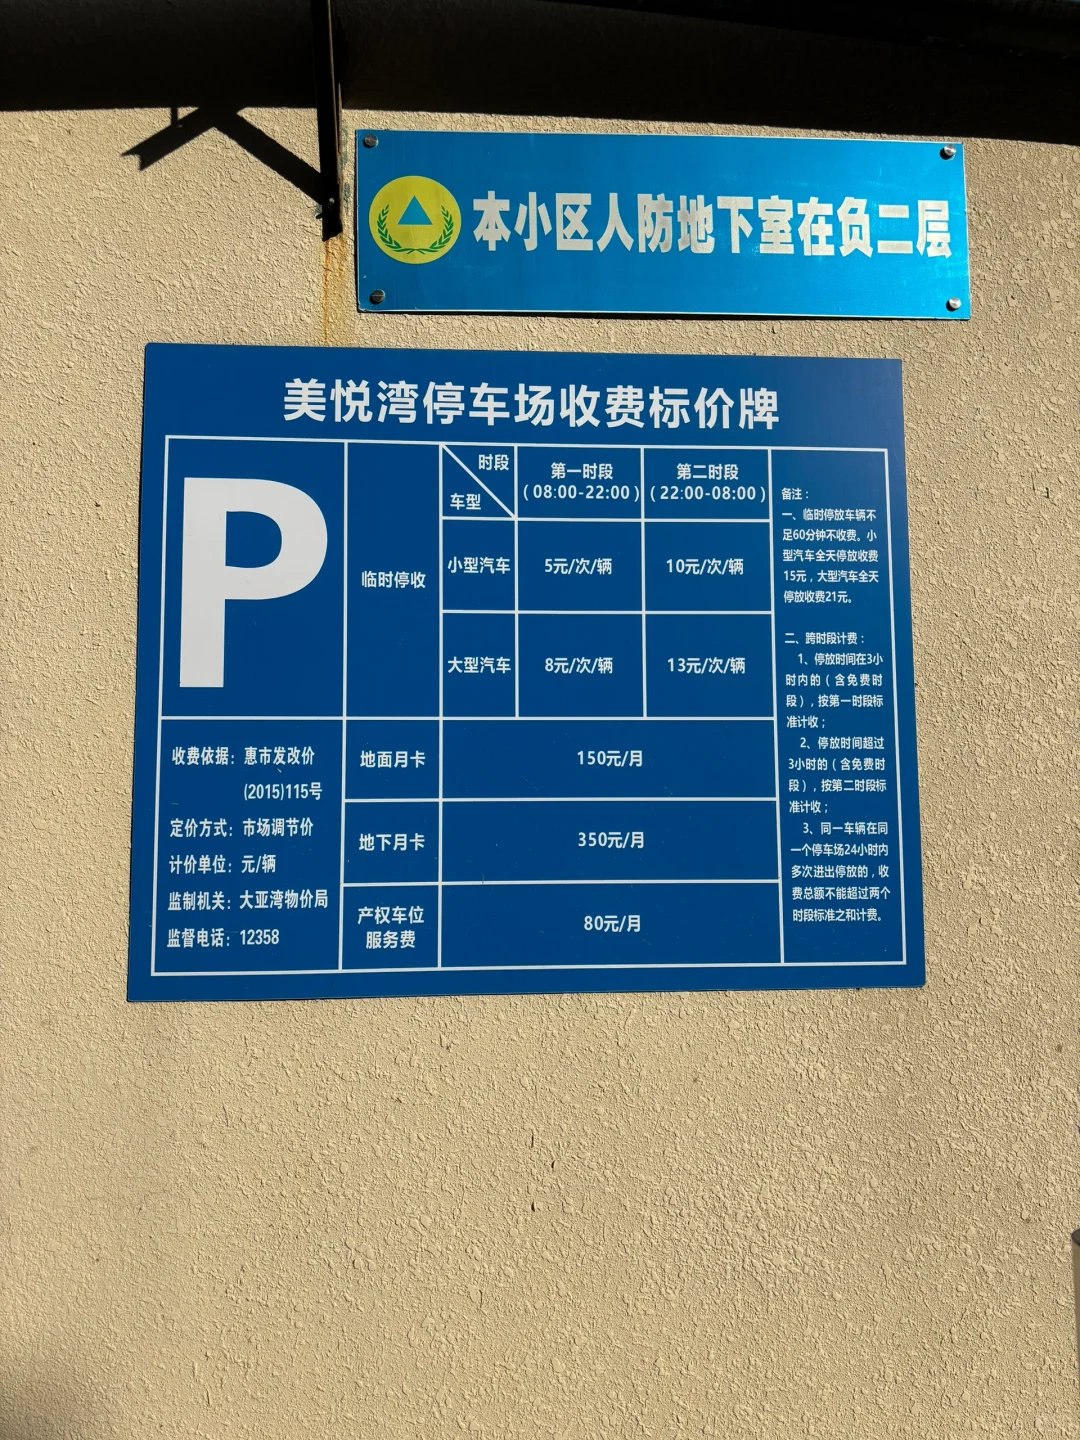 本小区人防地下室在负二层
美悦湾停车场收费标价牌
P
临时停收
时段
车型
第一时段
(08:00-22:00)
第二时段
(22:00-08:00)
小型汽车
5元/次/辆
10元/次/辆
大型汽车
8元/次/辆
13元/次/辆
地面月卡
150元/月
地下月卡
350元/月
产权车位
服务费
80元/月
收费依据：惠市发改价
(2015)115号
定价方式：市场调节价
计价单位：元/辆
监制机关：大亚湾物价局
监督电话：12358
备注：
一、临时停放车辆不
足60分钟不收费。小
型汽车全天停放收费
15元，大型汽车全天
停放收费21元。
二、跨时段计费：
1、停放时间在3小
时内的（含免费时
段），按第一时段标
准计收；
2、停放时间超过
3小时的（含免费时
段），按第二时段标
准计收；
3、同一车辆在同
一个停车场24小时内
多次进出停放的，收
费总额不能超过两个
时段标准之和计费。